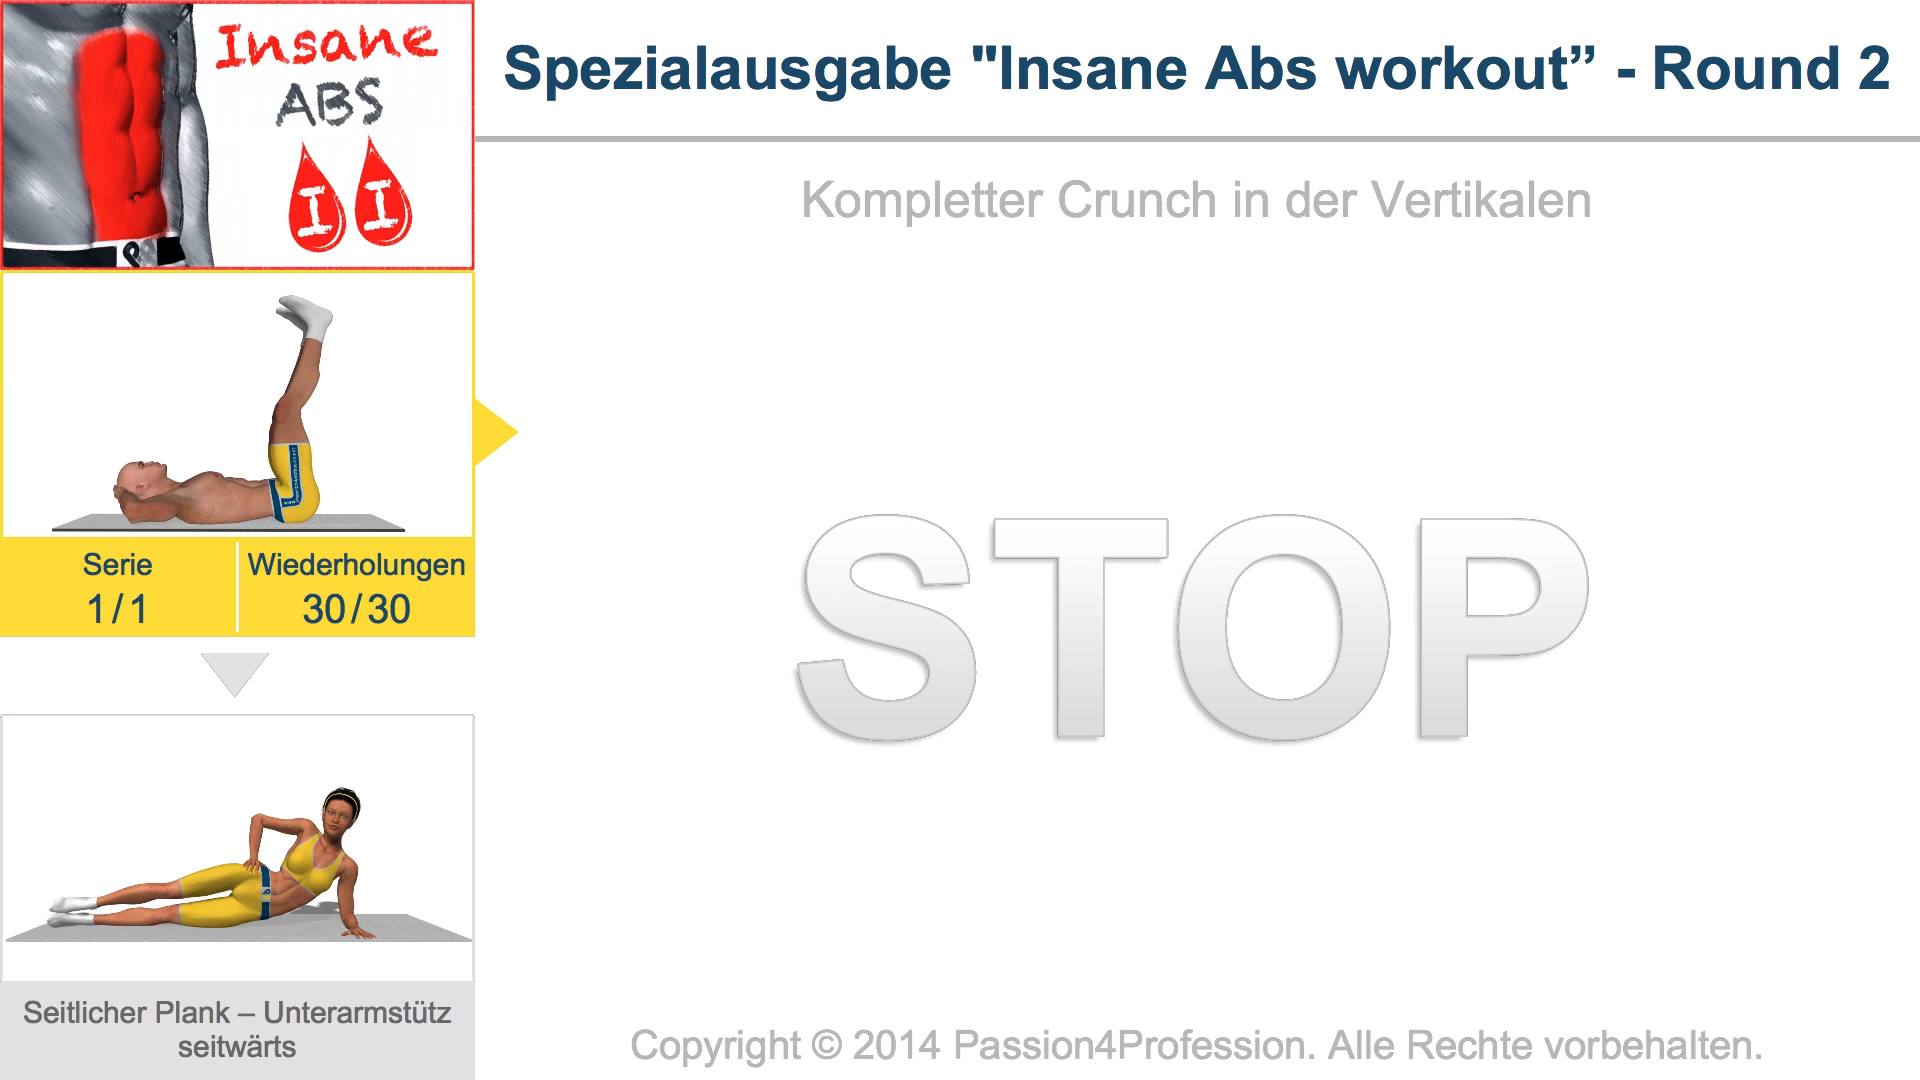 Insane
ABS
I I
Spezialausgabe "Insane Abs workout” - Round 2
Kompletter Crunch in der Vertikalen
Serie
1/1
Wiederholungen
30/30
STOP
Seitlicher Plank – Unterarmstütz
seitwärts
Copyright © 2014 Passion4Profession. Alle Rechte vorbehalten.